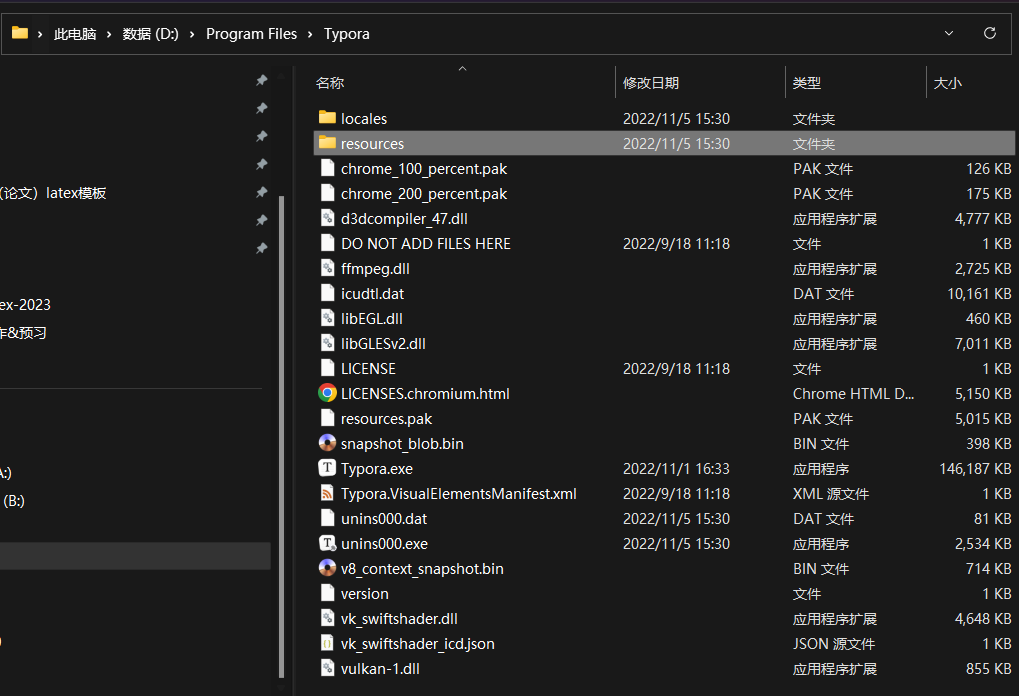 此电脑 › 数据 (D:) › Program Files › Typora
名称 修改日期 类型 大小
locales 2022/11/5 15:30 文件夹
resources 2022/11/5 15:30 文件夹
chrome_100_percent.pak PAK 文件 126 KB
chrome_200_percent.pak PAK 文件 175 KB
（论文）latex模板
d3dcompiler_47.dll 应用程序扩展 4,777 KB
DO NOT ADD FILES HERE 2022/9/18 11:18 文件 1 KB
ffmpeg.dll 应用程序扩展 2,725 KB
icudtl.dat DAT 文件 10,161 KB
ex-2023
libEGL.dll 应用程序扩展 460 KB
作&预习
libGLESv2.dll 应用程序扩展 7,011 KB
LICENSE 2022/9/18 11:18 文件 1 KB
LICENSES.chromium.html Chrome HTML D... 5,150 KB
resources.pak PAK 文件 5,015 KB
snapshot_blob.bin BIN 文件 398 KB
Typora.exe 2022/11/1 16:33 应用程序 146,187 KB
A:)
Typora.VisualElementsManifest.xml 2022/9/18 11:18 XML 源文件 1 KB
(B:)
unins000.dat 2022/11/5 15:30 DAT 文件 81 KB
unins000.exe 2022/11/5 15:30 应用程序 2,534 KB
v8_context_snapshot.bin BIN 文件 714 KB
version 文件 1 KB
vk_swiftshader.dll 应用程序扩展 4,648 KB
vk_swiftshader_icd.json JSON 源文件 1 KB
vulkan-1.dll 应用程序扩展 855 KB